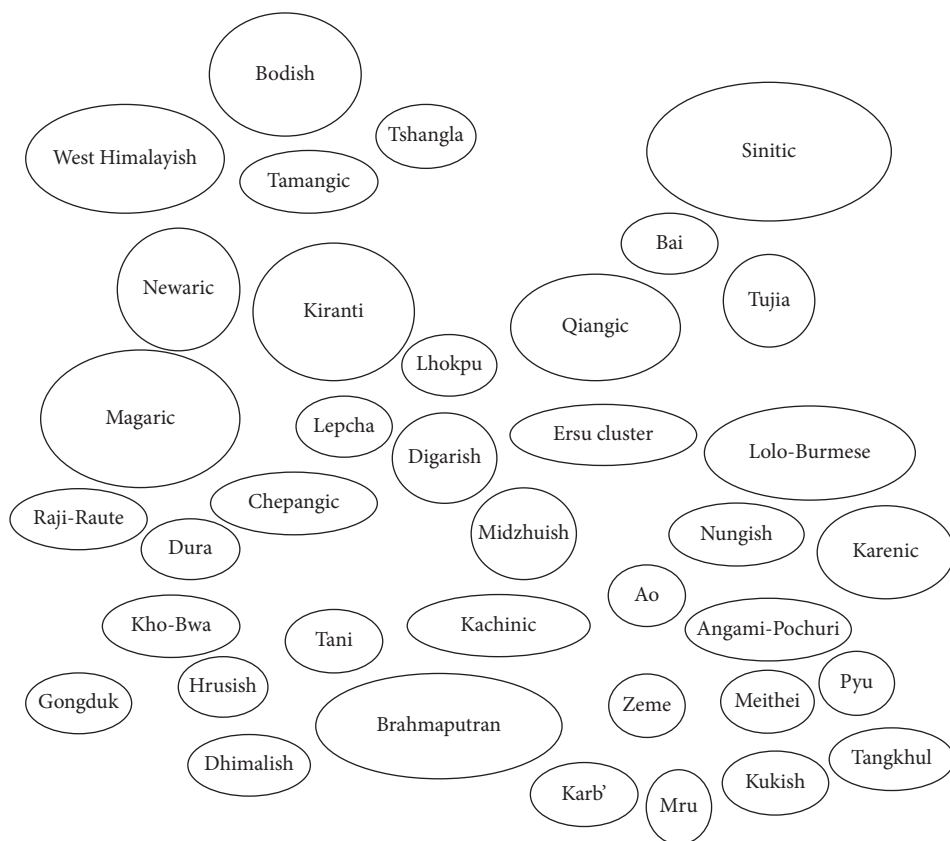 Bodish
Tshangla
West Himalayish
Sinitic
Tamangic
Bai
Newaric
Kiranti
Tujia
Qiangic
Lhokpu
Magaric
Lepcha
Ersu cluster
Digarish
Lolo-Burmese
Chepangic
Raji-Raute
Midzhuish
Nungish
Dura
Karenic
Ao
Kho-Bwa
Tani
Kachinic
Angami-Pochuri
Hrusish
Pyu
Gongduk
Zeme
Meithei
Brahmaputran
Dhimalish
Tangkhul
Karb’
Kukish
Mru